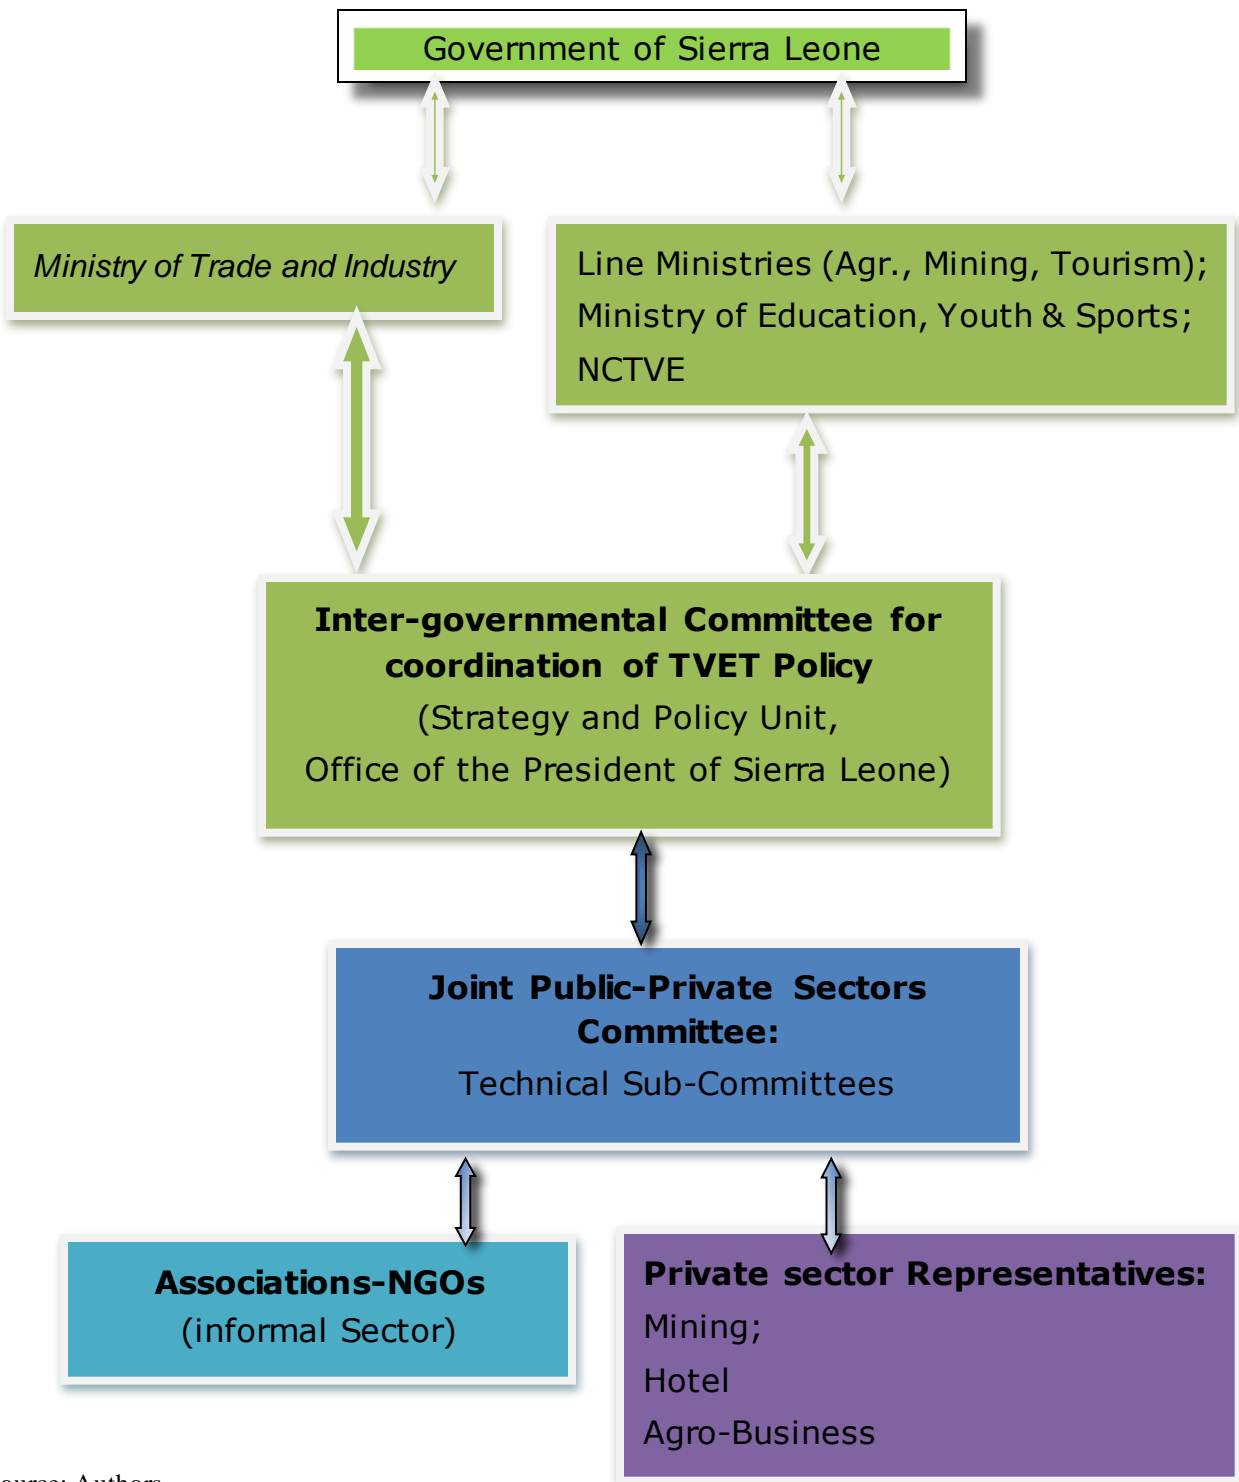 Government of Sierra Leone
Ministry of Trade and Industry
Line Ministries (Agr., Mining, Tourism);
Ministry of Education, Youth & Sports;
NCTVE
Inter-governmental Committee for
coordination of TVET Policy
(Strategy and Policy Unit,
Office of the President of Sierra Leone)
Joint Public-Private Sectors
Committee:
Technical Sub-Committees
Associations-NGOs
(informal Sector)
Private sector Representatives:
Mining;
Hotel
Agro-Business